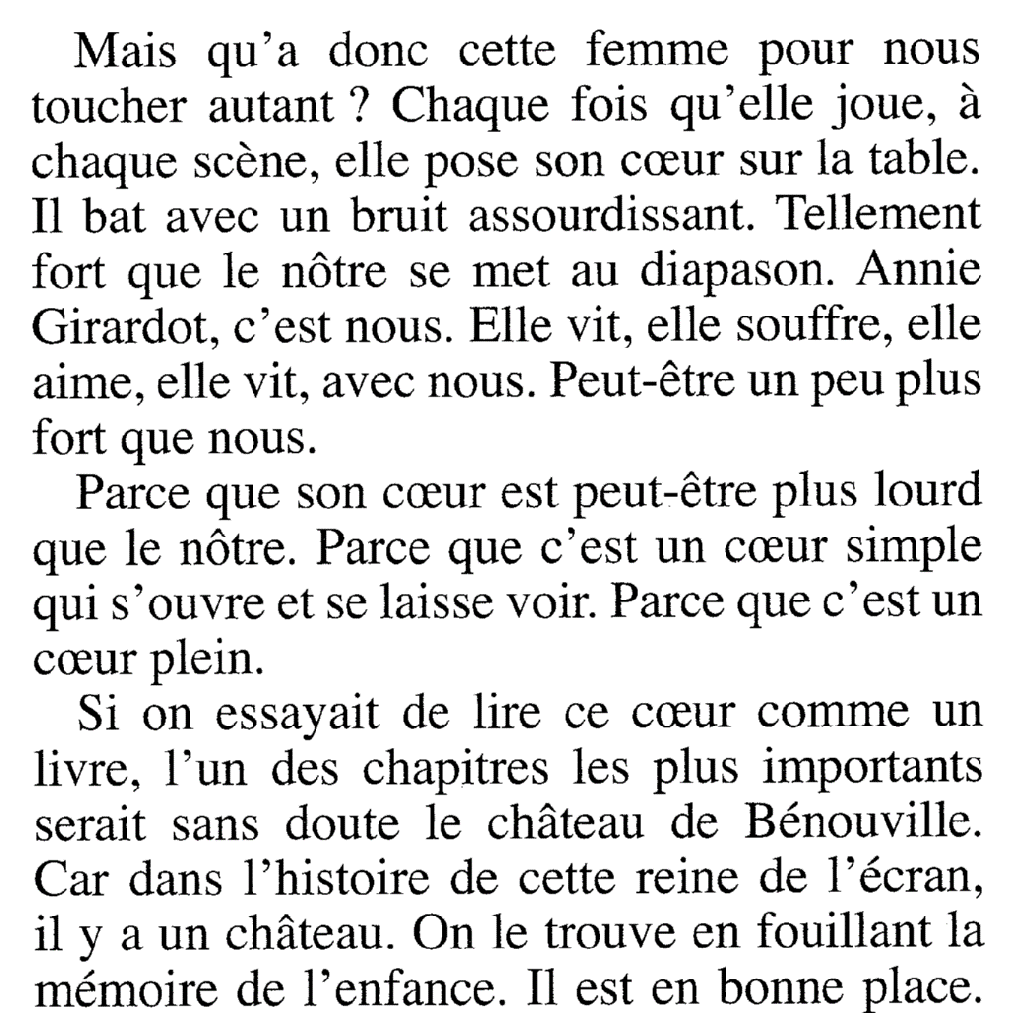 Mais qu'a donc cette femme pour nous
toucher autant ? Chaque fois qu'elle joue, à
chaque scène, elle pose son cœur sur la table.
Il bat avec un bruit assourdissant. Tellement
fort que le nôtre se met au diapason. Annie
Girardot, c'est nous. Elle vit, elle souffre, elle
aime, elle vit, avec nous. Peut-être un peu plus
fort que nous.
Parce que son cœur est peut-être plus lourd
que le nôtre. Parce que c'est un cœur simple
qui s'ouvre et se laisse voir. Parce que c'est un
cœur plein.
Si on essayait de lire ce cœur comme un
livre, l'un des chapitres les plus importants
serait sans doute le château de Bénouville.
Car dans l'histoire de cette reine de l'écran,
il y a un château. On le trouve en fouillant la
mémoire de l'enfance. Il est en bonne place.